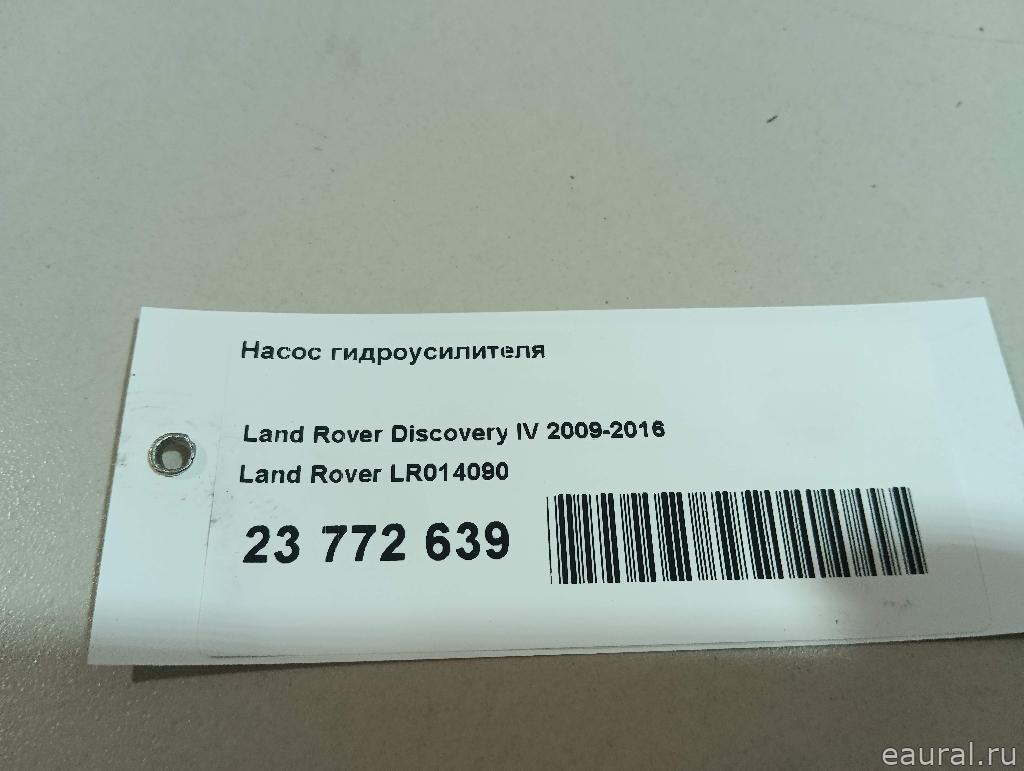 Насос гидроусилителя
Land Rover Discovery IV 2009-2016
Land Rover LR014090
23 772 639
eaural.ru